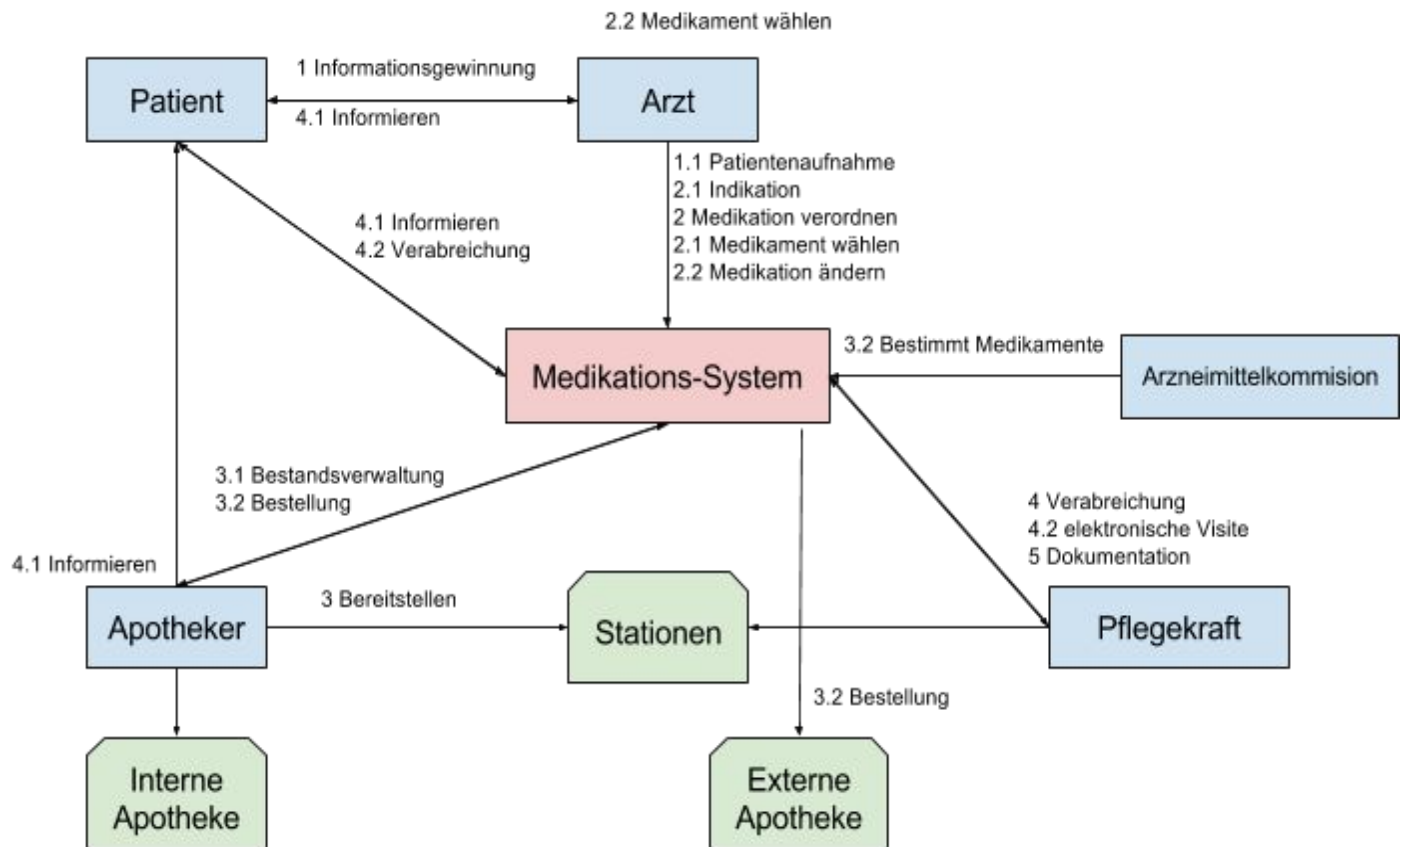 2.2 Medikament wählen
Patient
1 Informationsgewinnung
4.1 Informieren
Arzt
1.1 Patientenaufnahme
2.1 Indikation
2 Medikation verordnen
2.1 Medikament wählen
2.2 Medikation ändern
4.1 Informieren
4.2 Verabreichung
Medikations-System
3.2 Bestimmt Medikamente
Arzneimittelkommision
3.1 Bestandsverwaltung
3.2 Bestellung
4 Verabreichung
4.2 elektronische Visite
5 Dokumentation
4.1 Informieren
Apotheker
3 Bereitstellen
Stationen
Pflegekraft
3.2 Bestellung
Interne
Apotheke
Externe
Apotheke